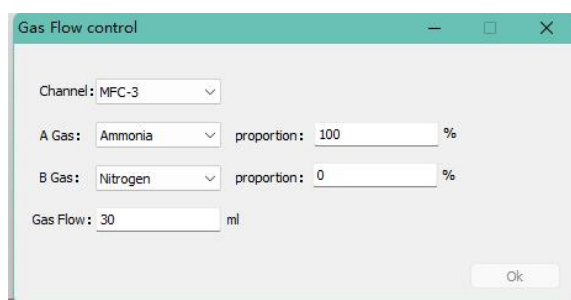 Gas Flow control
Channel: MFC-3
A Gas: Ammonia proportion: 100 %
B Gas: Nitrogen proportion: 0 %
Gas Flow: 30 ml
Ok